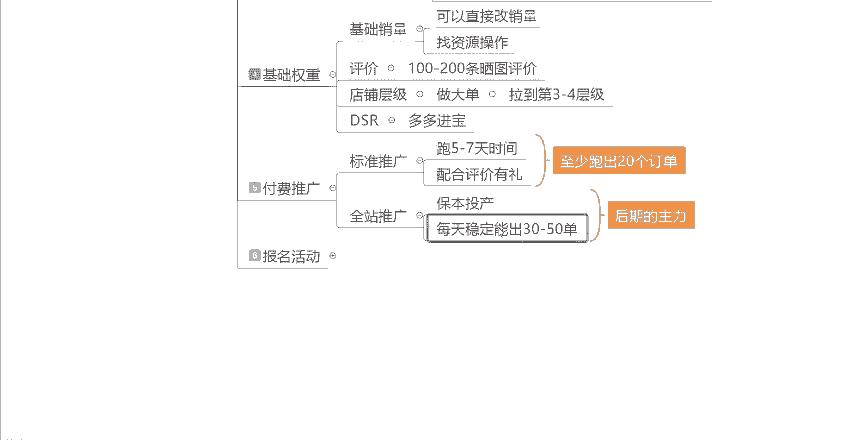 基础销量
可以直接改销量
找资源操作
4 基础权重
评价 100-200条晒图评价
店铺层级 做大单 拉到第3-4层级
DSR 多多进宝
标准推广
跑5-7天时间
配合评价有礼
至少跑出20个订单
5 付费推广
全站推广
保本投产
每天稳定能出30-50单
后期的主力
6 报名活动